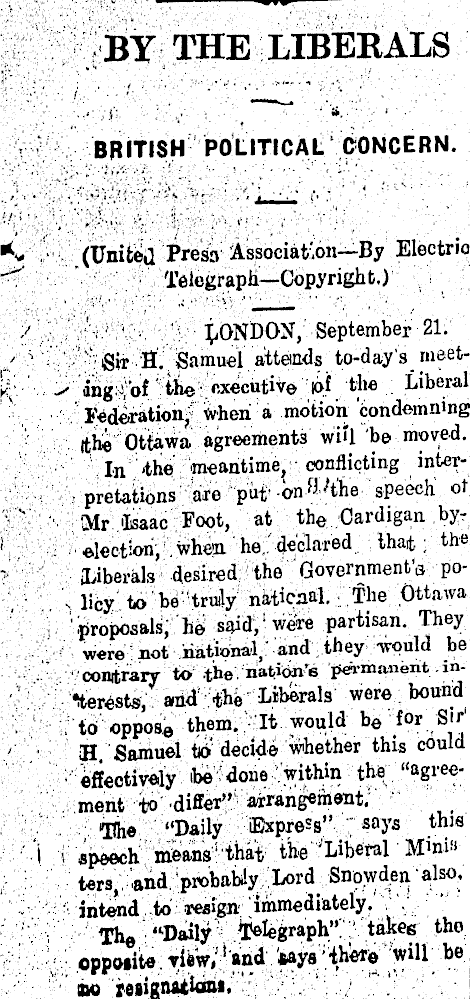 BY THE LIBERALS
BRITISH POLITICAL CONCERN.
(United Press Association—By Electric
Telegraph—Copyright.)
LONDON, September 21.
Sir H. Samuel attends to-day's meet-
ing of the executive of the Liberal
Federation, when a motion condemning
the Ottawa agreements will be moved.
In the meantime, conflicting inter-
pretations are put on the speech of
Mr Isaac Foot, at the Cardigan by-
election, when he declared that the
Liberals desired the Government's po-
licy to be truly national. The Ottawa
proposals, he said, were partisan. They
were not national, and they would be
contrary to the nation's permanent in-
terests, and the Liberals were bound
to oppose them. It would be for Sir
H. Samuel to decide whether this could
effectively be done within the "agree-
ment to differ" arrangement.
The "Daily Express" says this
speech means that the Liberal Minis
ters, and probably Lord Snowden also,
intend to resign immediately.
The "Daily Telegraph" takes the
opposite view, and says there will be
no resignations.